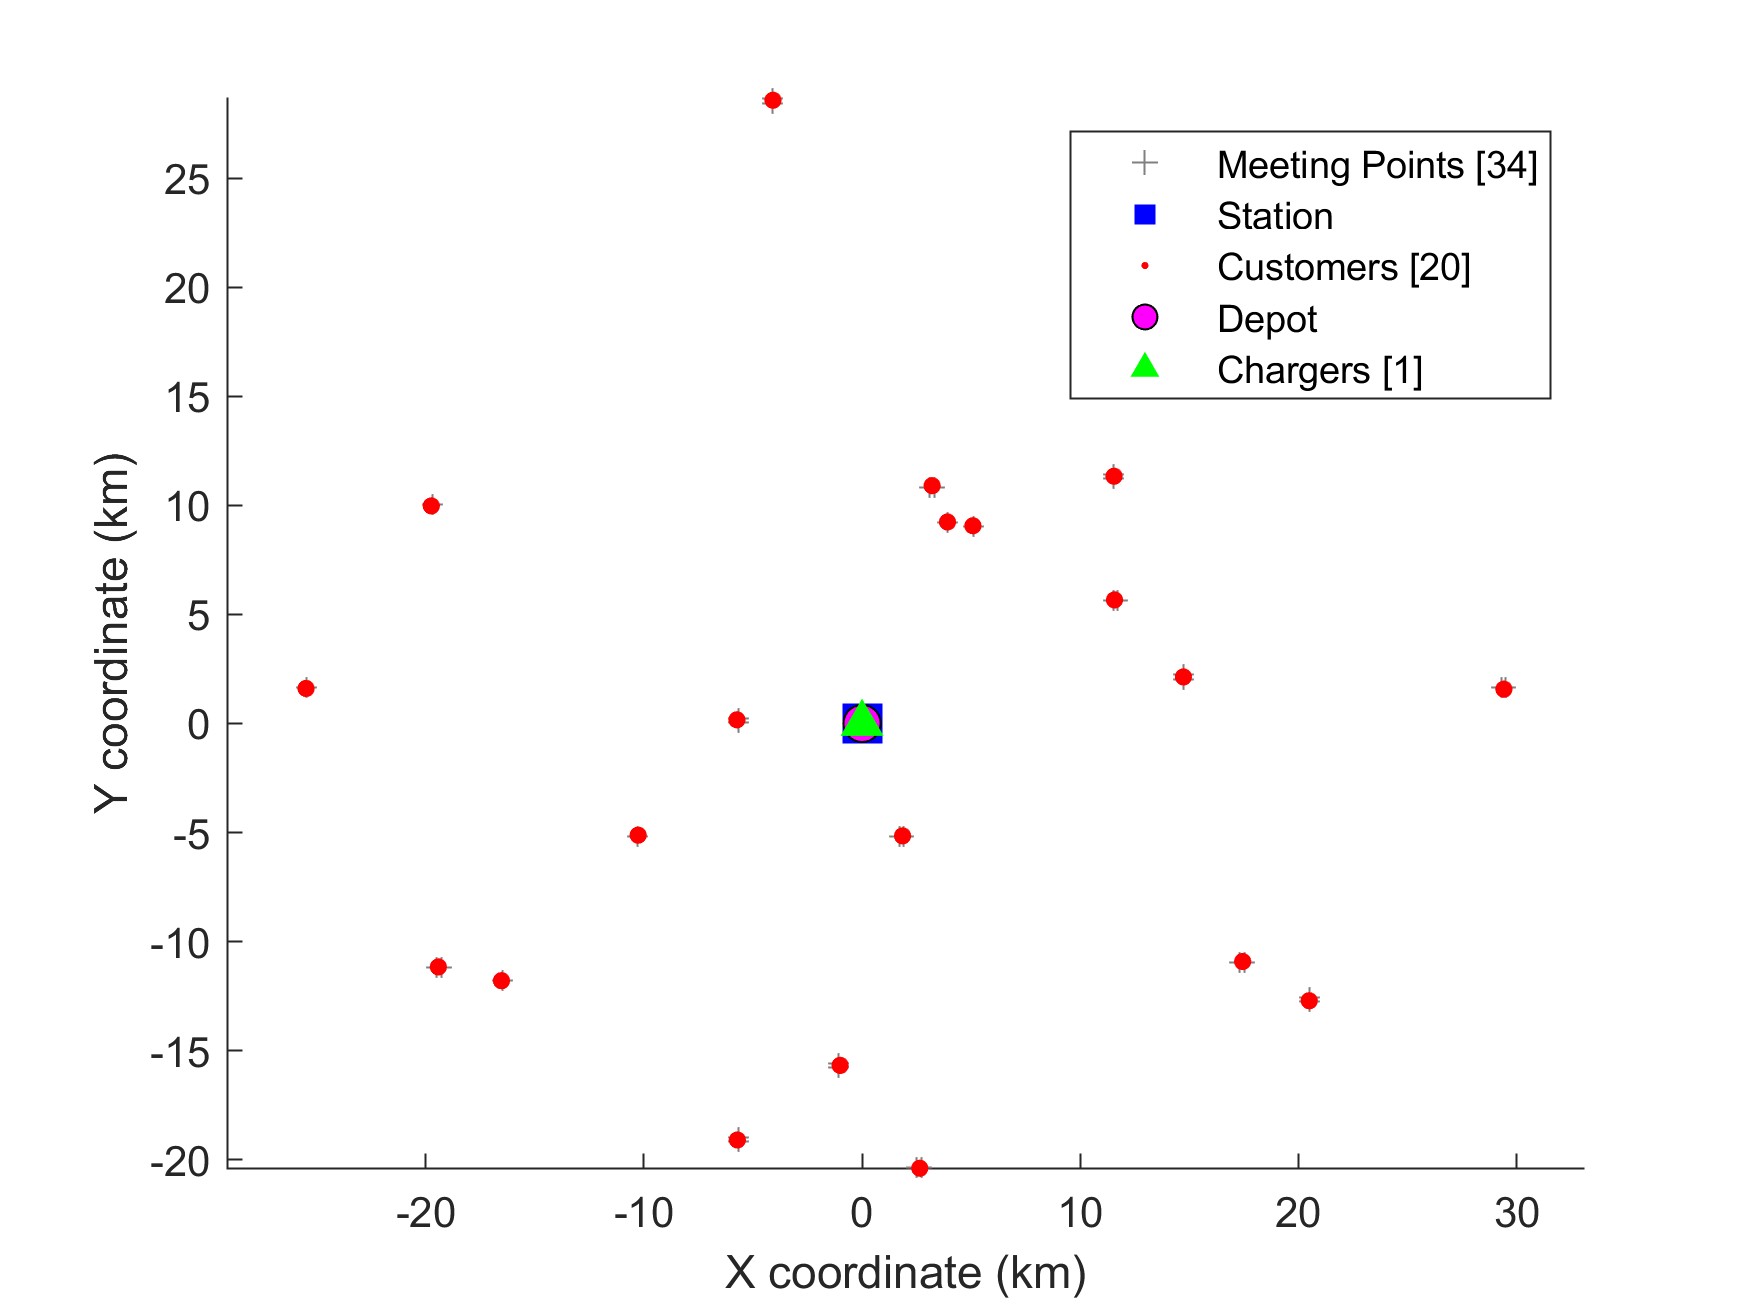 25
20
15
10
5
0
-5
-10
-15
-20
-20
-10
0
10
20
30
X coordinate (km)
Y coordinate (km)
Meeting Points [34]
Station
Customers [20]
Depot
Chargers [1]